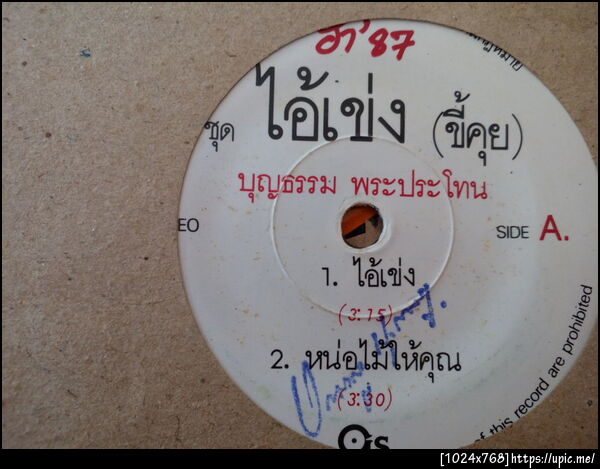 ฮา'87
ชุด ไอ้เข่ง (ขี้คุย)
บุญธรรม พระประโทน
EO
SIDE A.
1. ไอ้เข่ง
(3:15)
2. หน่อไม้ให้คุณ
(3:30)
of this record are prohibited
[1024x768]https://upic.me/